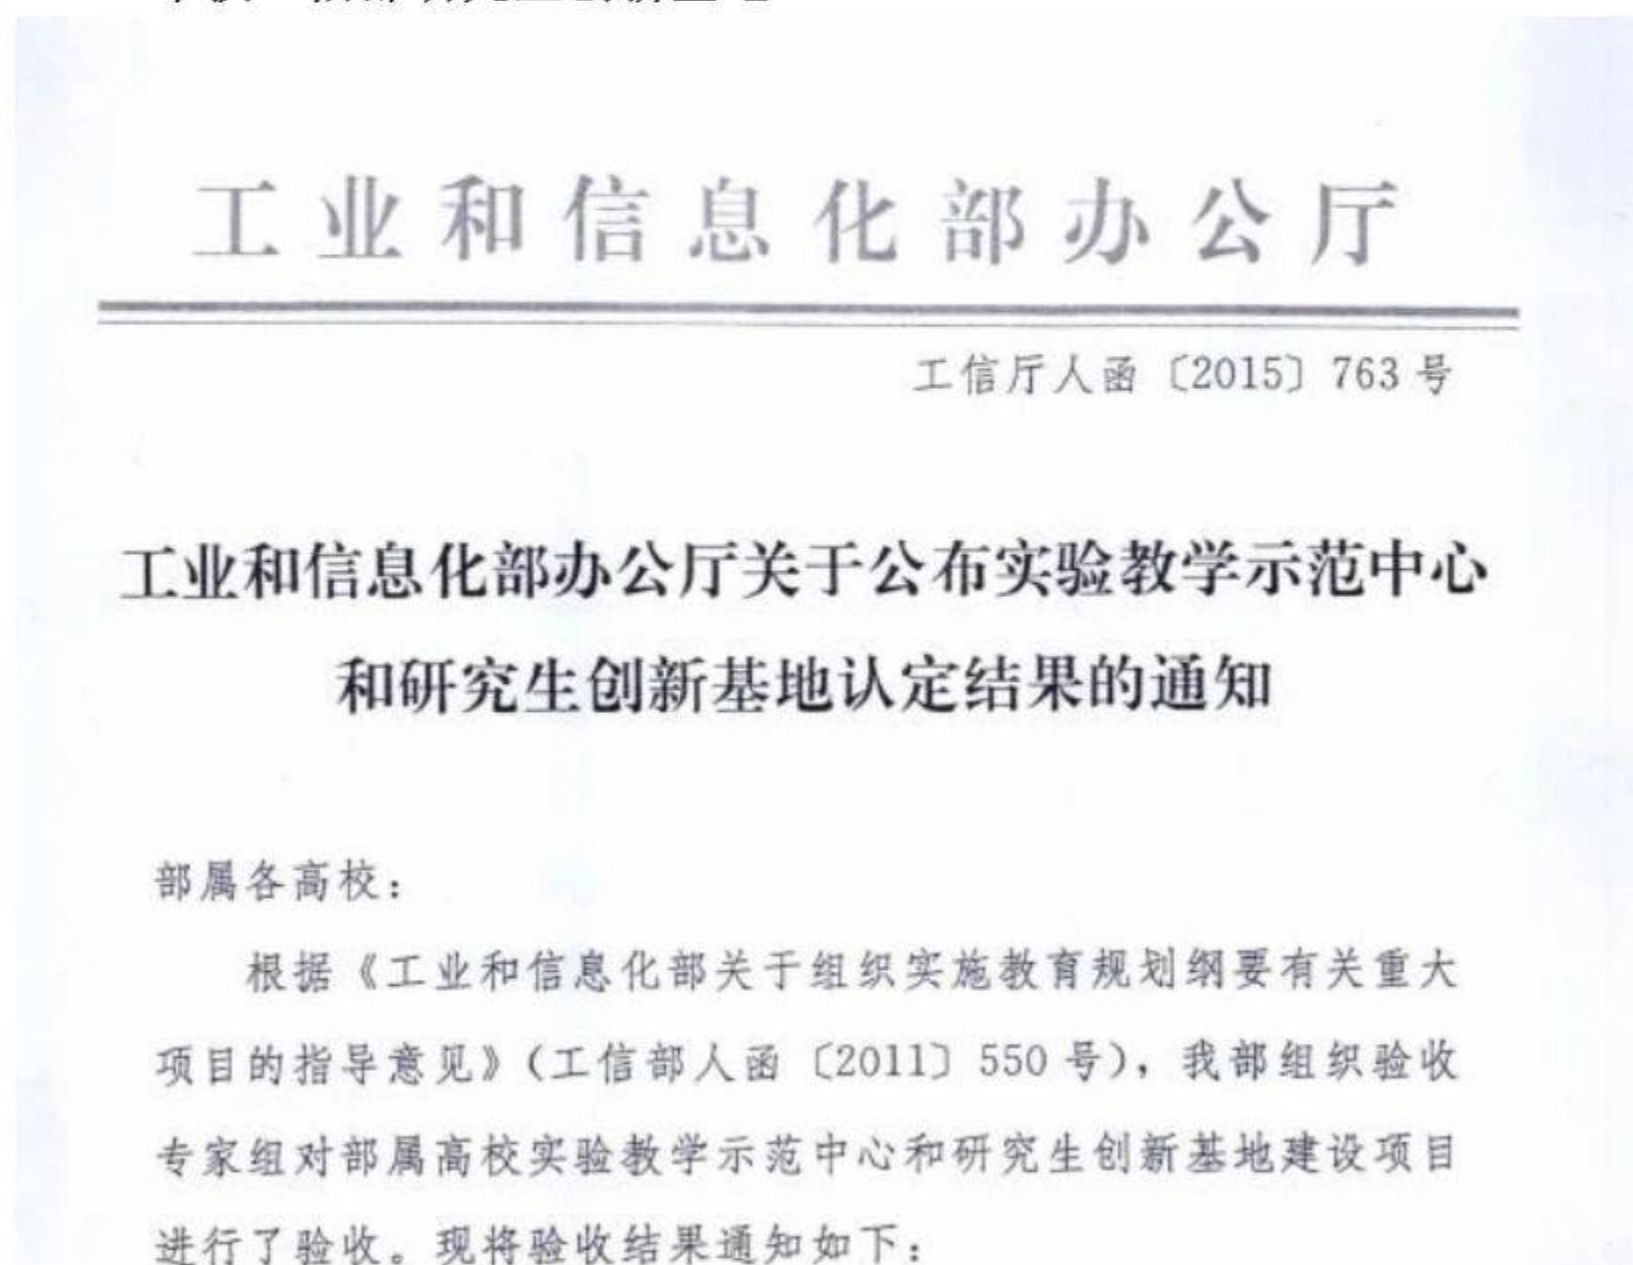 工业和信息化部办公厅
工信厅人函〔2015〕763号
工业和信息化部办公厅关于公布实验教学示范中心
和研究生创新基地认定结果的通知
部属各高校：
根据《工业和信息化部关于组织实施教育规划纲要有关重大
项目的指导意见》（工信部人函〔2011〕550号），我部组织验收
专家组对部属高校实验教学示范中心和研究生创新基地建设项目
进行了验收。现将验收结果通知如下：